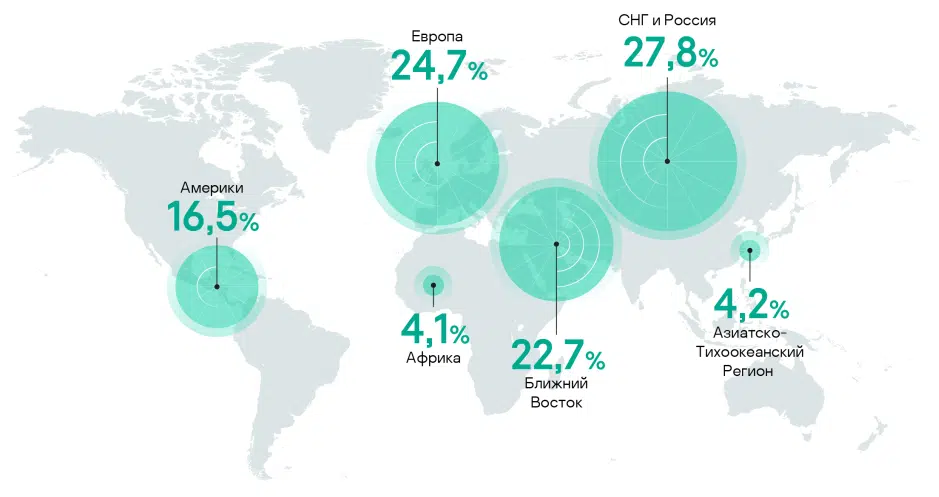 СНГ и Россия
27,8%
Европа
24,7%
Америки
16,5%
4,1%
Африка
22,7%
Ближний
Восток
4,2%
Азиатско-
Тихоокеанский
Регион